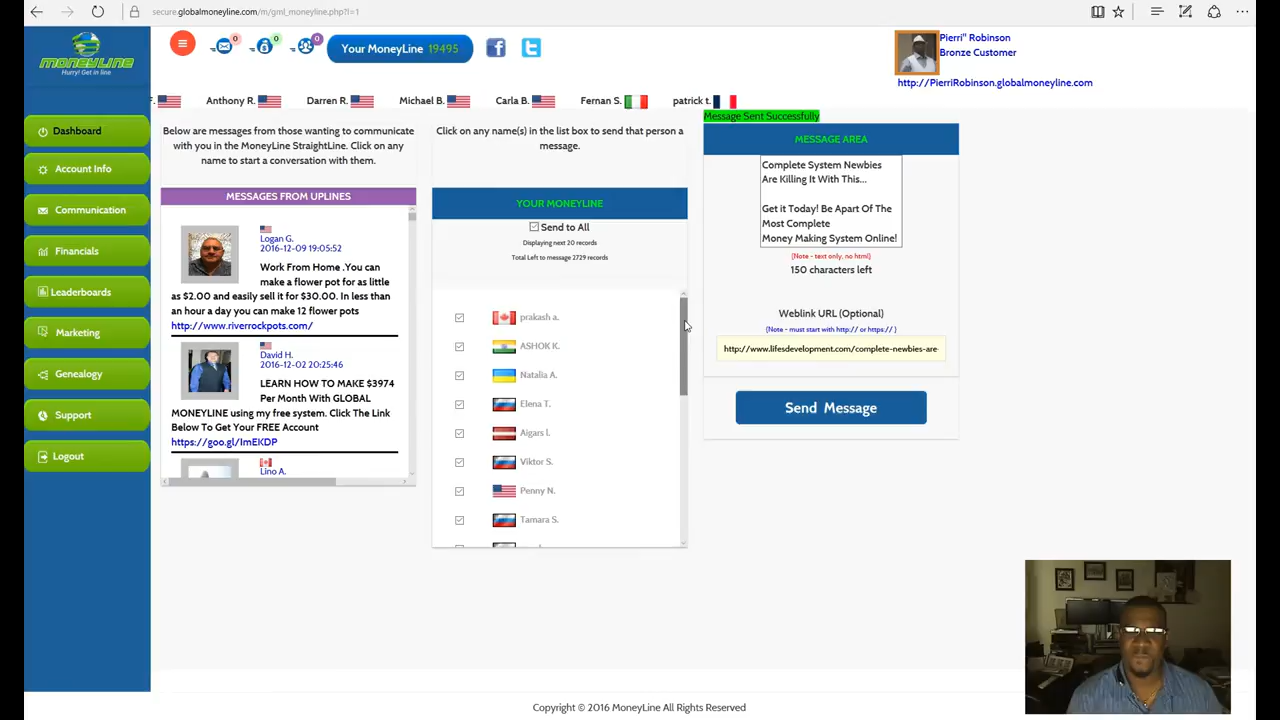 secure.globalmoneyline.com/m/gml_moneyline.php?l=1
MONEYLINE
Hurry! Get in line
0
0
0
Your MoneyLine 19495
Pierri" Robinson
Bronze Customer
http://PierriRobinson.globalmoneyline.com
Anthony R.
Darren R.
Michael B.
Carla B.
Fernan S.
patrick t.
Dashboard
Account Info
Communication
Financials
Leaderboards
Marketing
Genealogy
Support
Logout
Below are messages from those wanting to communicate
with you in the MoneyLine StraightLine. Click on any
name to start a conversation with them.
MESSAGES FROM UPLINES
Logan G.
2016-12-09 19:05:52
Work From Home .You can
make a flower pot for as little
as $2.00 and easily sell it for $30.00. In less than
an hour a day you can make 12 flower pots
http://www.riverrockpots.com/
David H.
2016-12-02 20:25:46
LEARN HOW TO MAKE $3974
Per Month With GLOBAL
MONEYLINE using my free system. Click The Link
Below To Get Your FREE Account
https://goo.gl/ImEKDP
Lino A.
Click on any name(s) in the list box to send that person a
message.
YOUR MONEYLINE
Send to All
Displaying next 20 records
Total Left to message 2729 records
prakash a.
ASHOK K.
Natalia A.
Elena T.
Aigars l.
Viktor S.
Penny N.
Tamara S.
Message Sent Successfully
MESSAGE AREA
Complete System Newbies
Are Killing It With This...
Get it Today! Be Apart Of The
Most Complete
Money Making System Online!
(Note - text only, no html)
150 characters left
Weblink URL (Optional)
(Note - must start with http:// or https:// )
http://www.lifesdevelopment.com/complete-newbies-are
Send Message
Copyright © 2016 MoneyLine All Rights Reserved